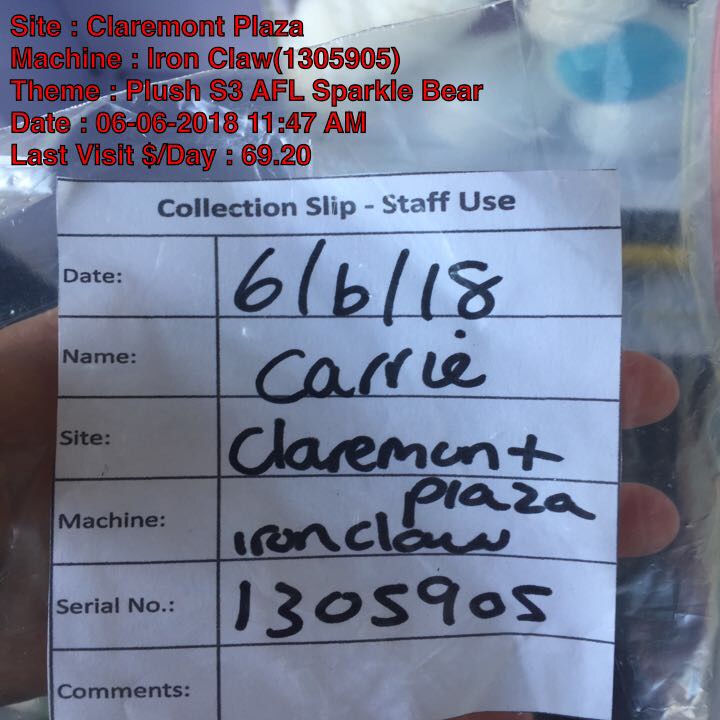 Site : Claremont Plaza
Machine : Iron Claw(1305905)
Theme : Plush S3 AFL Sparkle Bear
Date : 06-06-2018 11:47 AM
Last Visit $/Day : 69.20
Collection Slip - Staff Use
Date: 6/6/18
Name: Carrie
Site: Claremont
plaza
Machine: iron claw
Serial No.: 1305905
Comments: